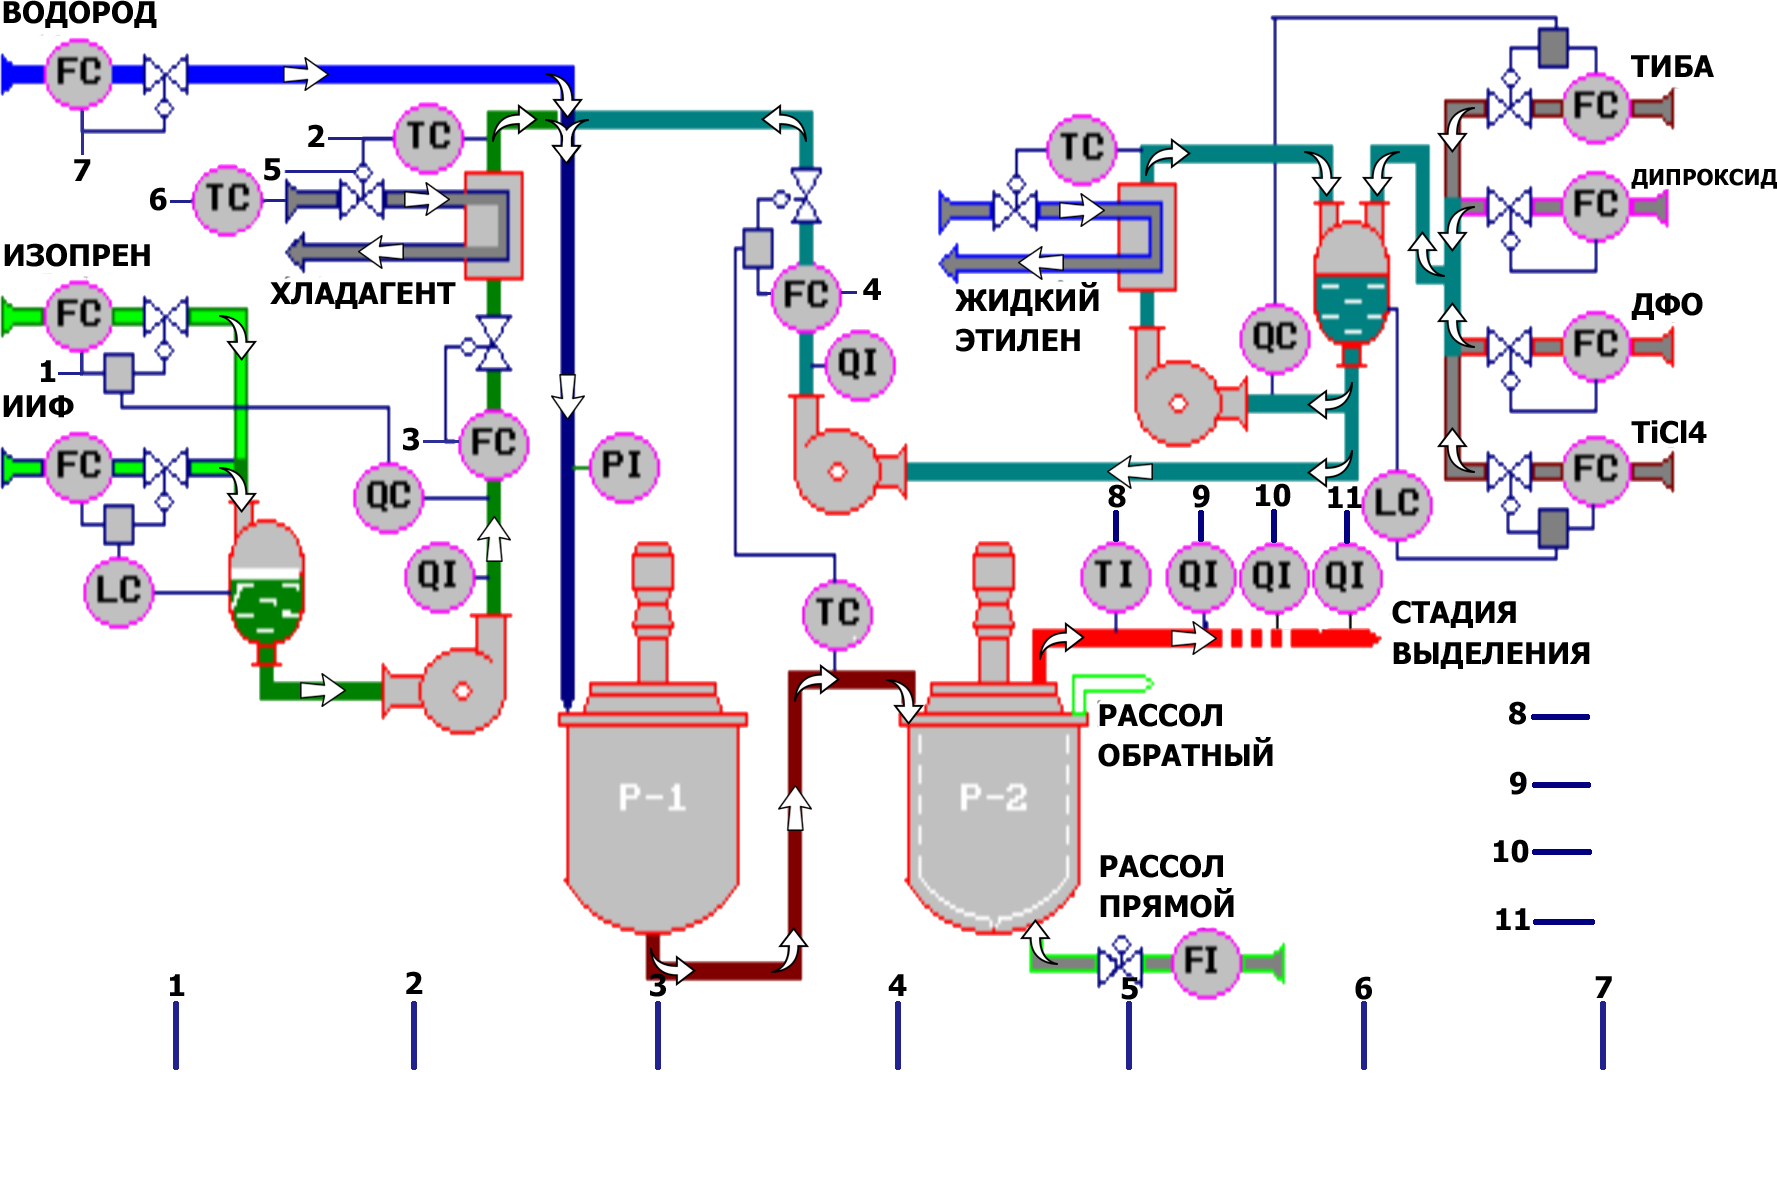 ВОДОРОД
FC
7
2
TC
5
6
TC
ХЛАДАГЕНТ
ИЗОПРЕН
FC
1
ИИФ
FC
LC
QC
3
FC
QI
PI
FC
4
QI
TC
TC
ЖИДКИЙ
ЭТИЛЕН
QC
LC
ТИБА
FC
ДИПРОКСИД
FC
ДФО
FC
TiCl4
FC
8
9
10
11
TI
QI
QI
QI
СТАДИЯ
ВЫДЕЛЕНИЯ
РАССОЛ
ОБРАТНЫЙ
P-1
P-2
РАССОЛ
ПРЯМОЙ
FI
8
9
10
11
1
2
3
4
5
6
7